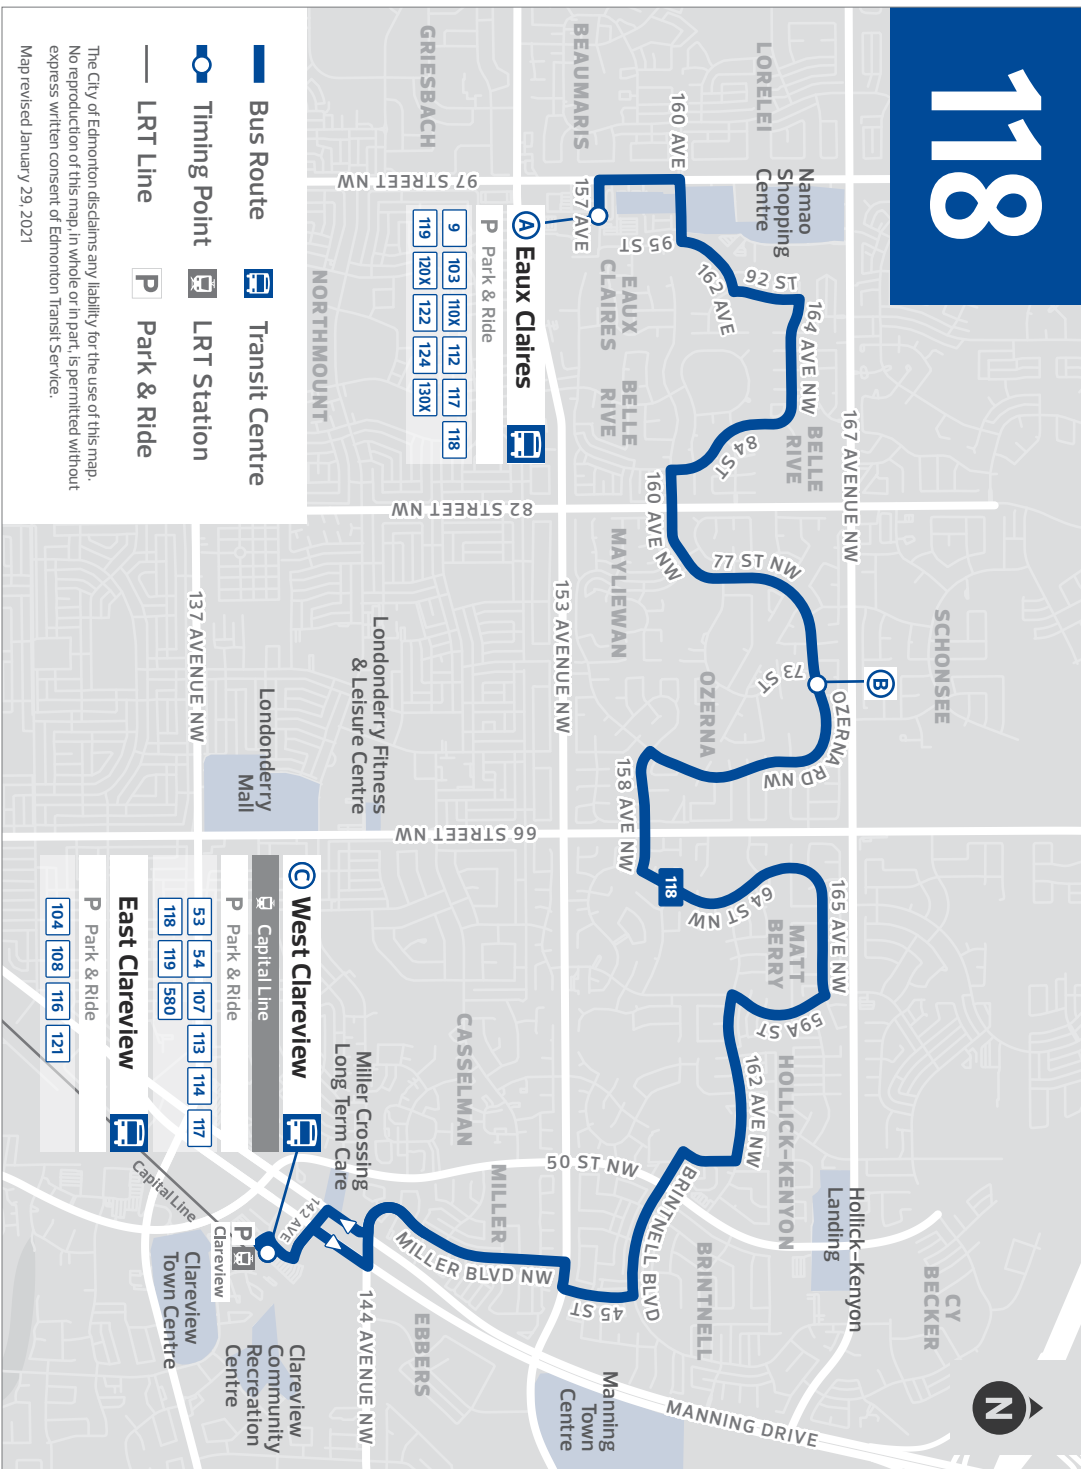 118
LORELEI
BEAUMARIS
GRIESBACH
160 AVE
Namao
Shopping
Centre
97 STREET NW
157 AVE
95 ST
162 AVE
92 ST
164 AVE NW
EAUX
CLAIRES
BELLE
RIVE
BELLE
RIVE
84 ST
167 AVENUE NW
160 AVE NW
82 STREET NW
NORTHMOUNT
A Eaux Claires
P Park & Ride
9 103 110X 112 117 118
119 120X 122 124 130X
MAYLIEWAN
77 ST NW
73 ST
B
OZERNA RD NW
SCHONSEE
OZERNA
153 AVENUE NW
137 AVENUE NW
Londonderry Fitness
& Leisure Centre
Londonderry
Mall
158 AVE NW
66 STREET NW
118
64 ST NW
165 AVE NW
MATT
BERRY
59A ST
162 AVE NW
HOLLICK-KENYON
Hollick-Kenyon
Landing
50 ST NW
BRINTNELL BLVD
BRINTNELL
CY
BECKER
45 ST
CASSELMAN
MILLER
MILLER BLVD NW
Miller Crossing
Long Term Care
142 AVE
144 AVENUE NW
EBBERS
Manning
Town
Centre
MANNING DRIVE
C West Clareview
Capital Line
P Park & Ride
53 54 107 113 114 117
118 119 580
East Clareview
P Park & Ride
104 108 116 121
Capital Line
P
Clareview
Clareview
Town Centre
Clareview
Community
Recreation
Centre
N
Bus Route
Timing Point
LRT Line
Transit Centre
LRT Station
P Park & Ride
The City of Edmonton disclaims any liability for the use of this map.
No reproduction of this map, in whole or in part, is permitted without
express written consent of Edmonton Transit Service.
Map revised January 29, 2021